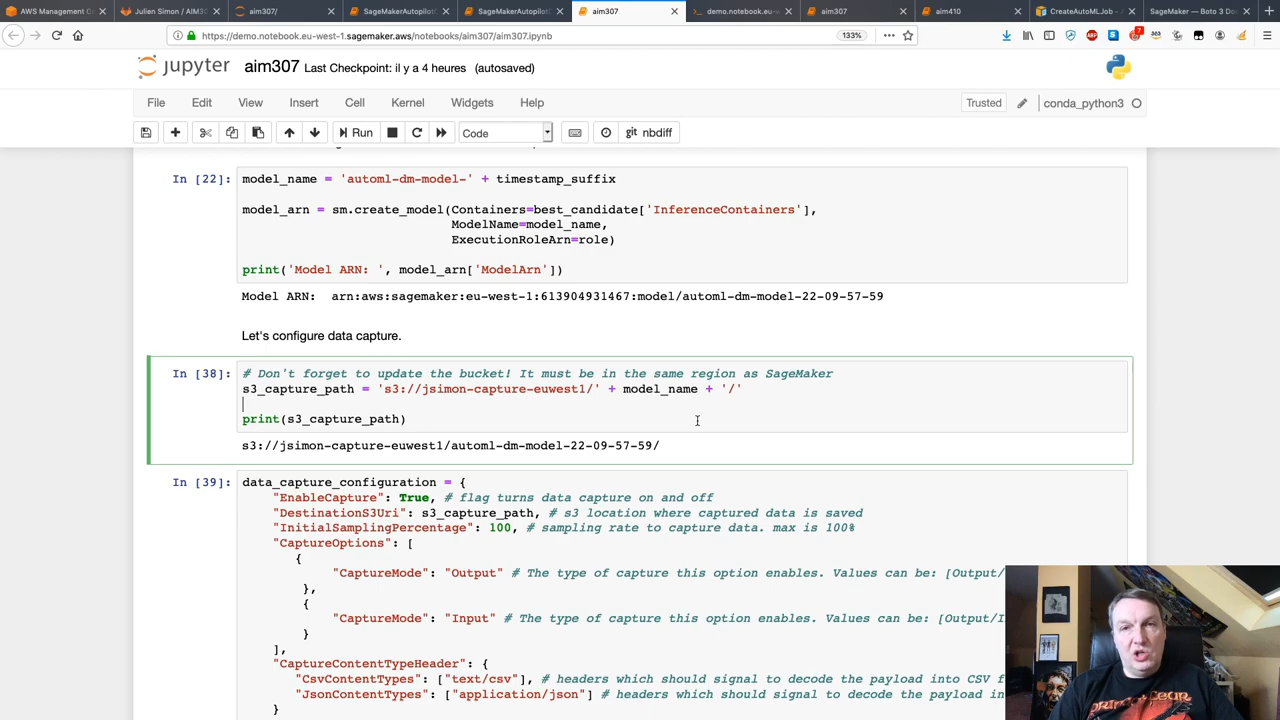 AWS Management Co
Julien Simon / AIM30
aim307/
SageMakerAutopilot
SageMakerAutopilot
aim307
demo.notebook.eu-w
aim307
aim410
CreateAutoMLJob - A
SageMaker — Boto 3 Do
https://demo.notebook.eu-west-1.sagemaker.aws/notebooks/aim307/aim307.ipynb
133%
jupyter
aim307 Last Checkpoint: il y a 4 heures (autosaved)
File Edit View Insert Cell Kernel Widgets Help
Trusted
conda_python3
Run
Code
git nbdiff
In [22]:
model_name = 'automl-dm-model-' + timestamp_suffix
model_arn = sm.create_model(Containers=best_candidate['InferenceContainers'],
ModelName=model_name,
ExecutionRoleArn=role)
print('Model ARN: ', model_arn['ModelArn'])
Model ARN:  arn:aws:sagemaker:eu-west-1:613904931467:model/automl-dm-model-22-09-57-59
Let's configure data capture.
In [38]:
# Don't forget to update the bucket! It must be in the same region as SageMaker
s3_capture_path = 's3://jsimon-capture-euwest1/' + model_name + '/'
print(s3_capture_path)
s3://jsimon-capture-euwest1/automl-dm-model-22-09-57-59/
In [39]:
data_capture_configuration = {
"EnableCapture": True, # flag turns data capture on and off
"DestinationS3Uri": s3_capture_path, # s3 location where captured data is saved
"InitialSamplingPercentage": 100, # sampling rate to capture data. max is 100%
"CaptureOptions": [
{
"CaptureMode": "Output" # The type of capture this option enables. Values can be: [Output/
},
{
"CaptureMode": "Input" # The type of capture this option enables. Values can be: [Output/I
}
],
"CaptureContentTypeHeader": {
"CsvContentTypes": ["text/csv"], # headers which should signal to decode the payload into CSV f
"JsonContentTypes": ["application/json"] # headers which should signal to decode the payload in
}